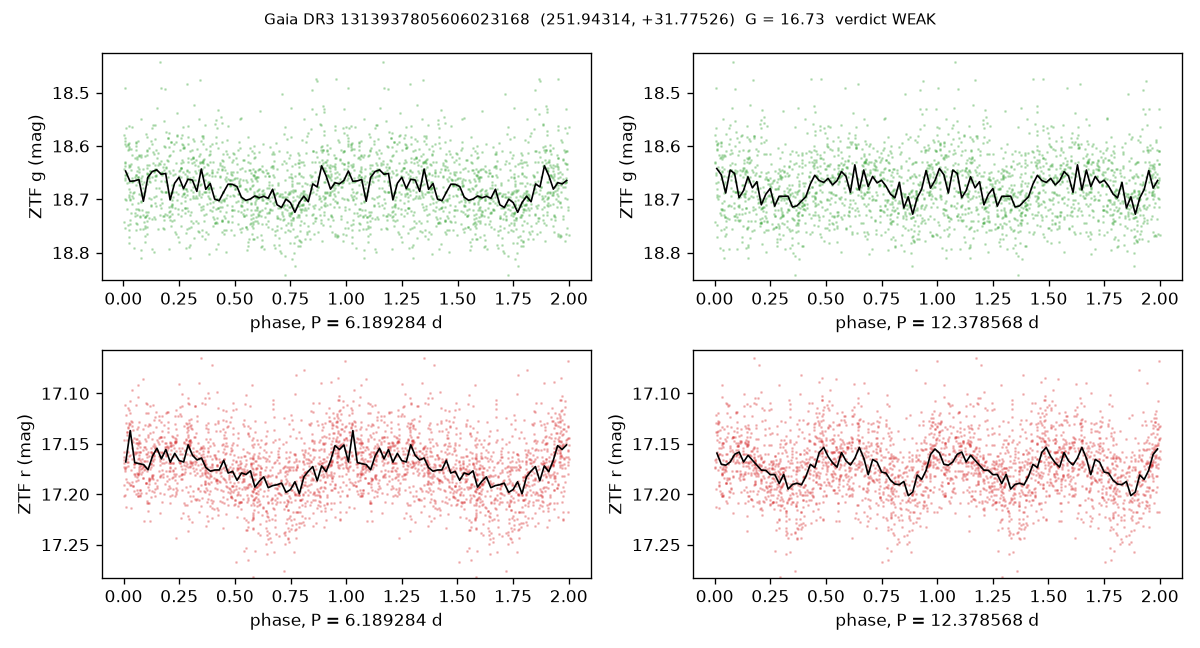 Gaia DR3 1313937805606023168 (251.94314, +31.77526) G = 16.73 verdict WEAK
ZTF g (mag)
18.5
18.6
18.7
18.8
0.00 0.25 0.50 0.75 1.00 1.25 1.50 1.75 2.00
phase, P = 6.189284 d
ZTF g (mag)
18.5
18.6
18.7
18.8
0.00 0.25 0.50 0.75 1.00 1.25 1.50 1.75 2.00
phase, P = 12.378568 d
ZTF r (mag)
17.10
17.15
17.20
17.25
0.00 0.25 0.50 0.75 1.00 1.25 1.50 1.75 2.00
phase, P = 6.189284 d
ZTF r (mag)
17.10
17.15
17.20
17.25
0.00 0.25 0.50 0.75 1.00 1.25 1.50 1.75 2.00
phase, P = 12.378568 d